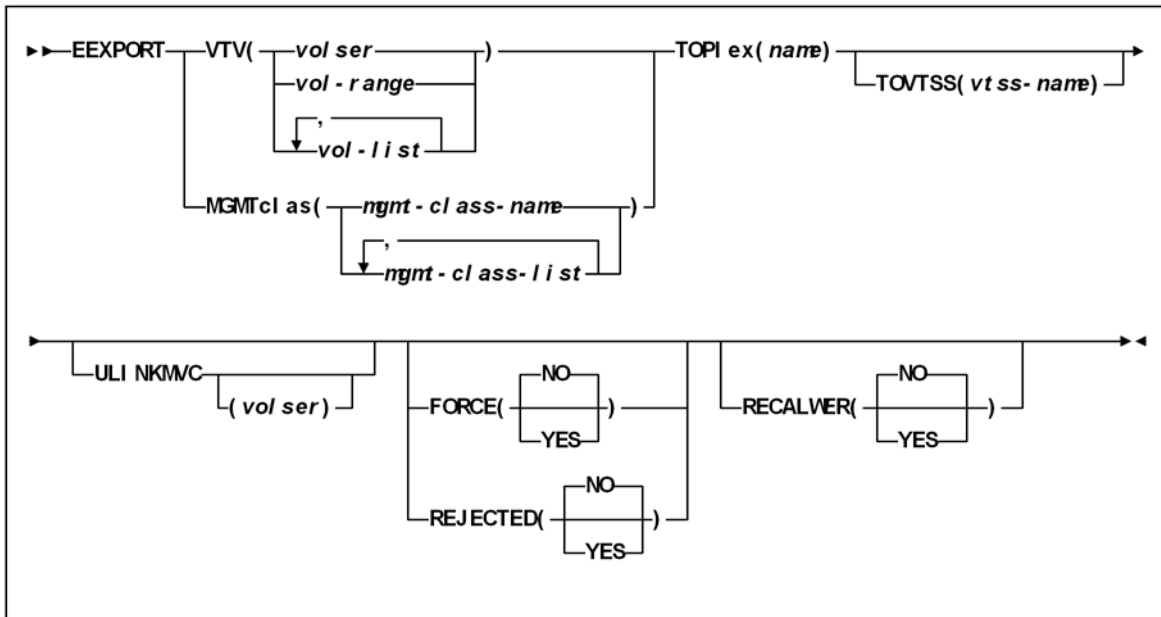 EEXPORT VTV( volser ) TOPlex(name)
vol-range TOVTSS(vtss-name)
,
vol-list
MGMTclas( mgmt-class-name )
,
mgmt-class-list
ULINKMVC NO NO
(volser) FORCE( ) RECALWER( )
YES YES
NO
REJECTED( )
YES